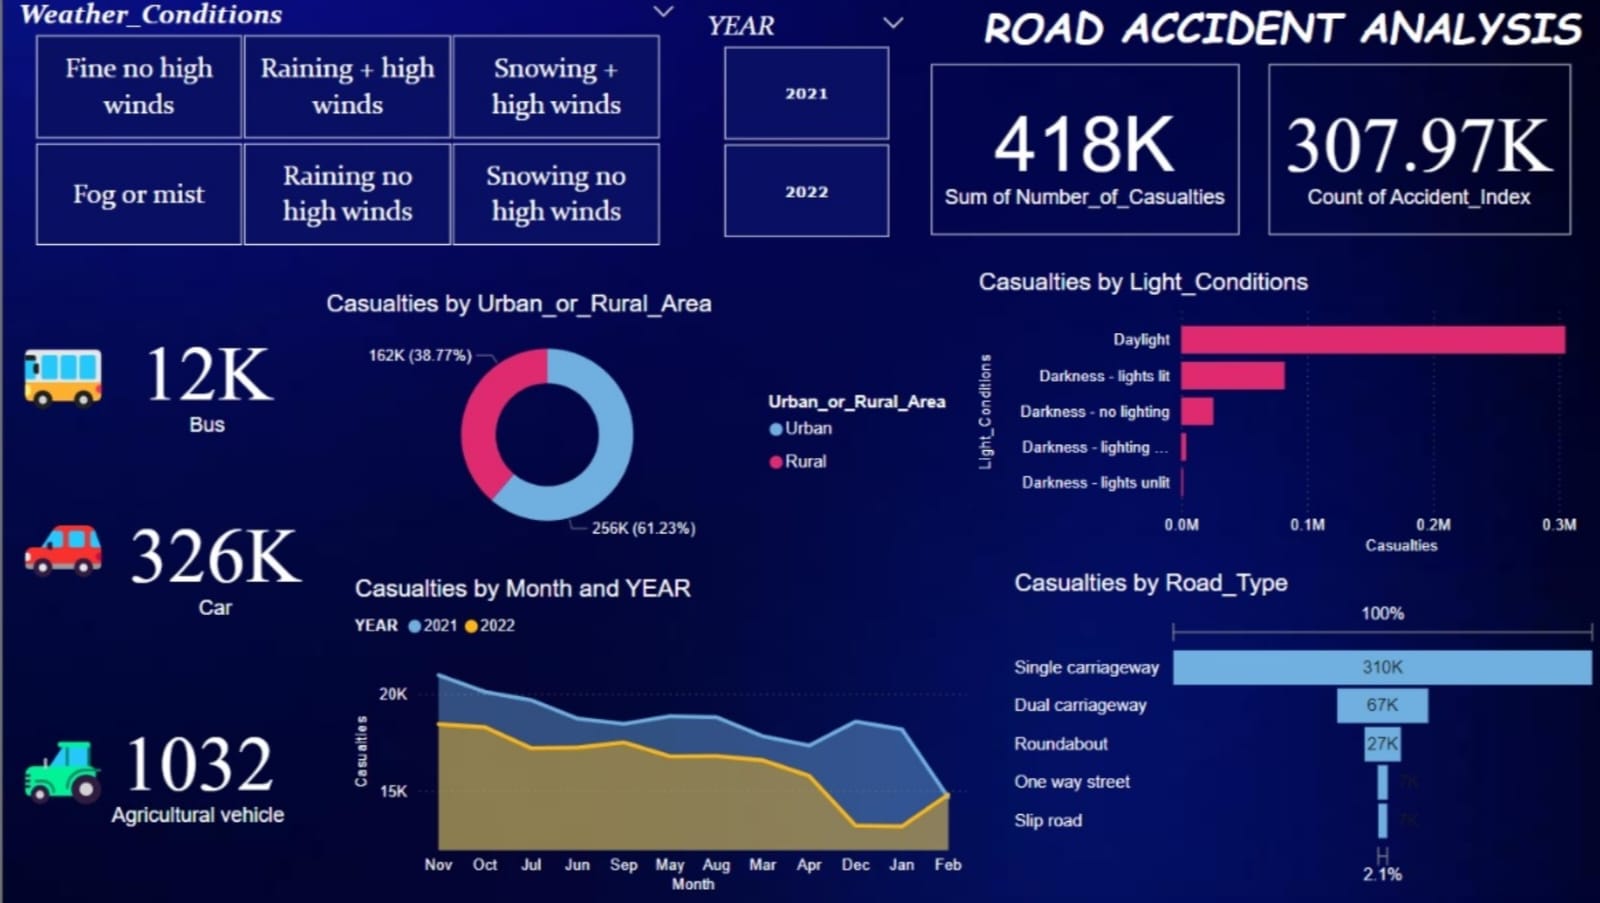 Weather_Conditions
Fine no high
winds
Raining + high
winds
Snowing +
high winds
Fog or mist
Raining no
high winds
Snowing no
high winds
YEAR
2021
2022
ROAD ACCIDENT ANALYSIS
418K
Sum of Number_of_Casualties
307.97K
Count of Accident_Index
12K
Bus
326K
Car
1032
Agricultural vehicle
Casualties by Urban_or_Rural_Area
162K (38.77%)
256K (61.23%)
Urban_or_Rural_Area
Urban
Rural
Casualties by Light_Conditions
Light_Conditions
Daylight
Darkness - lights lit
Darkness - no lighting
Darkness - lighting ...
Darkness - lights unlit
0.0M 0.1M 0.2M 0.3M
Casualties
Casualties by Month and YEAR
YEAR 2021 2022
Casualties
20K
15K
Nov Oct Jul Jun Sep May Aug Mar Apr Dec Jan Feb
Month
Casualties by Road_Type
100%
Single carriageway 310K
Dual carriageway 67K
Roundabout 27K
One way street 7K
Slip road 7K
2.1%